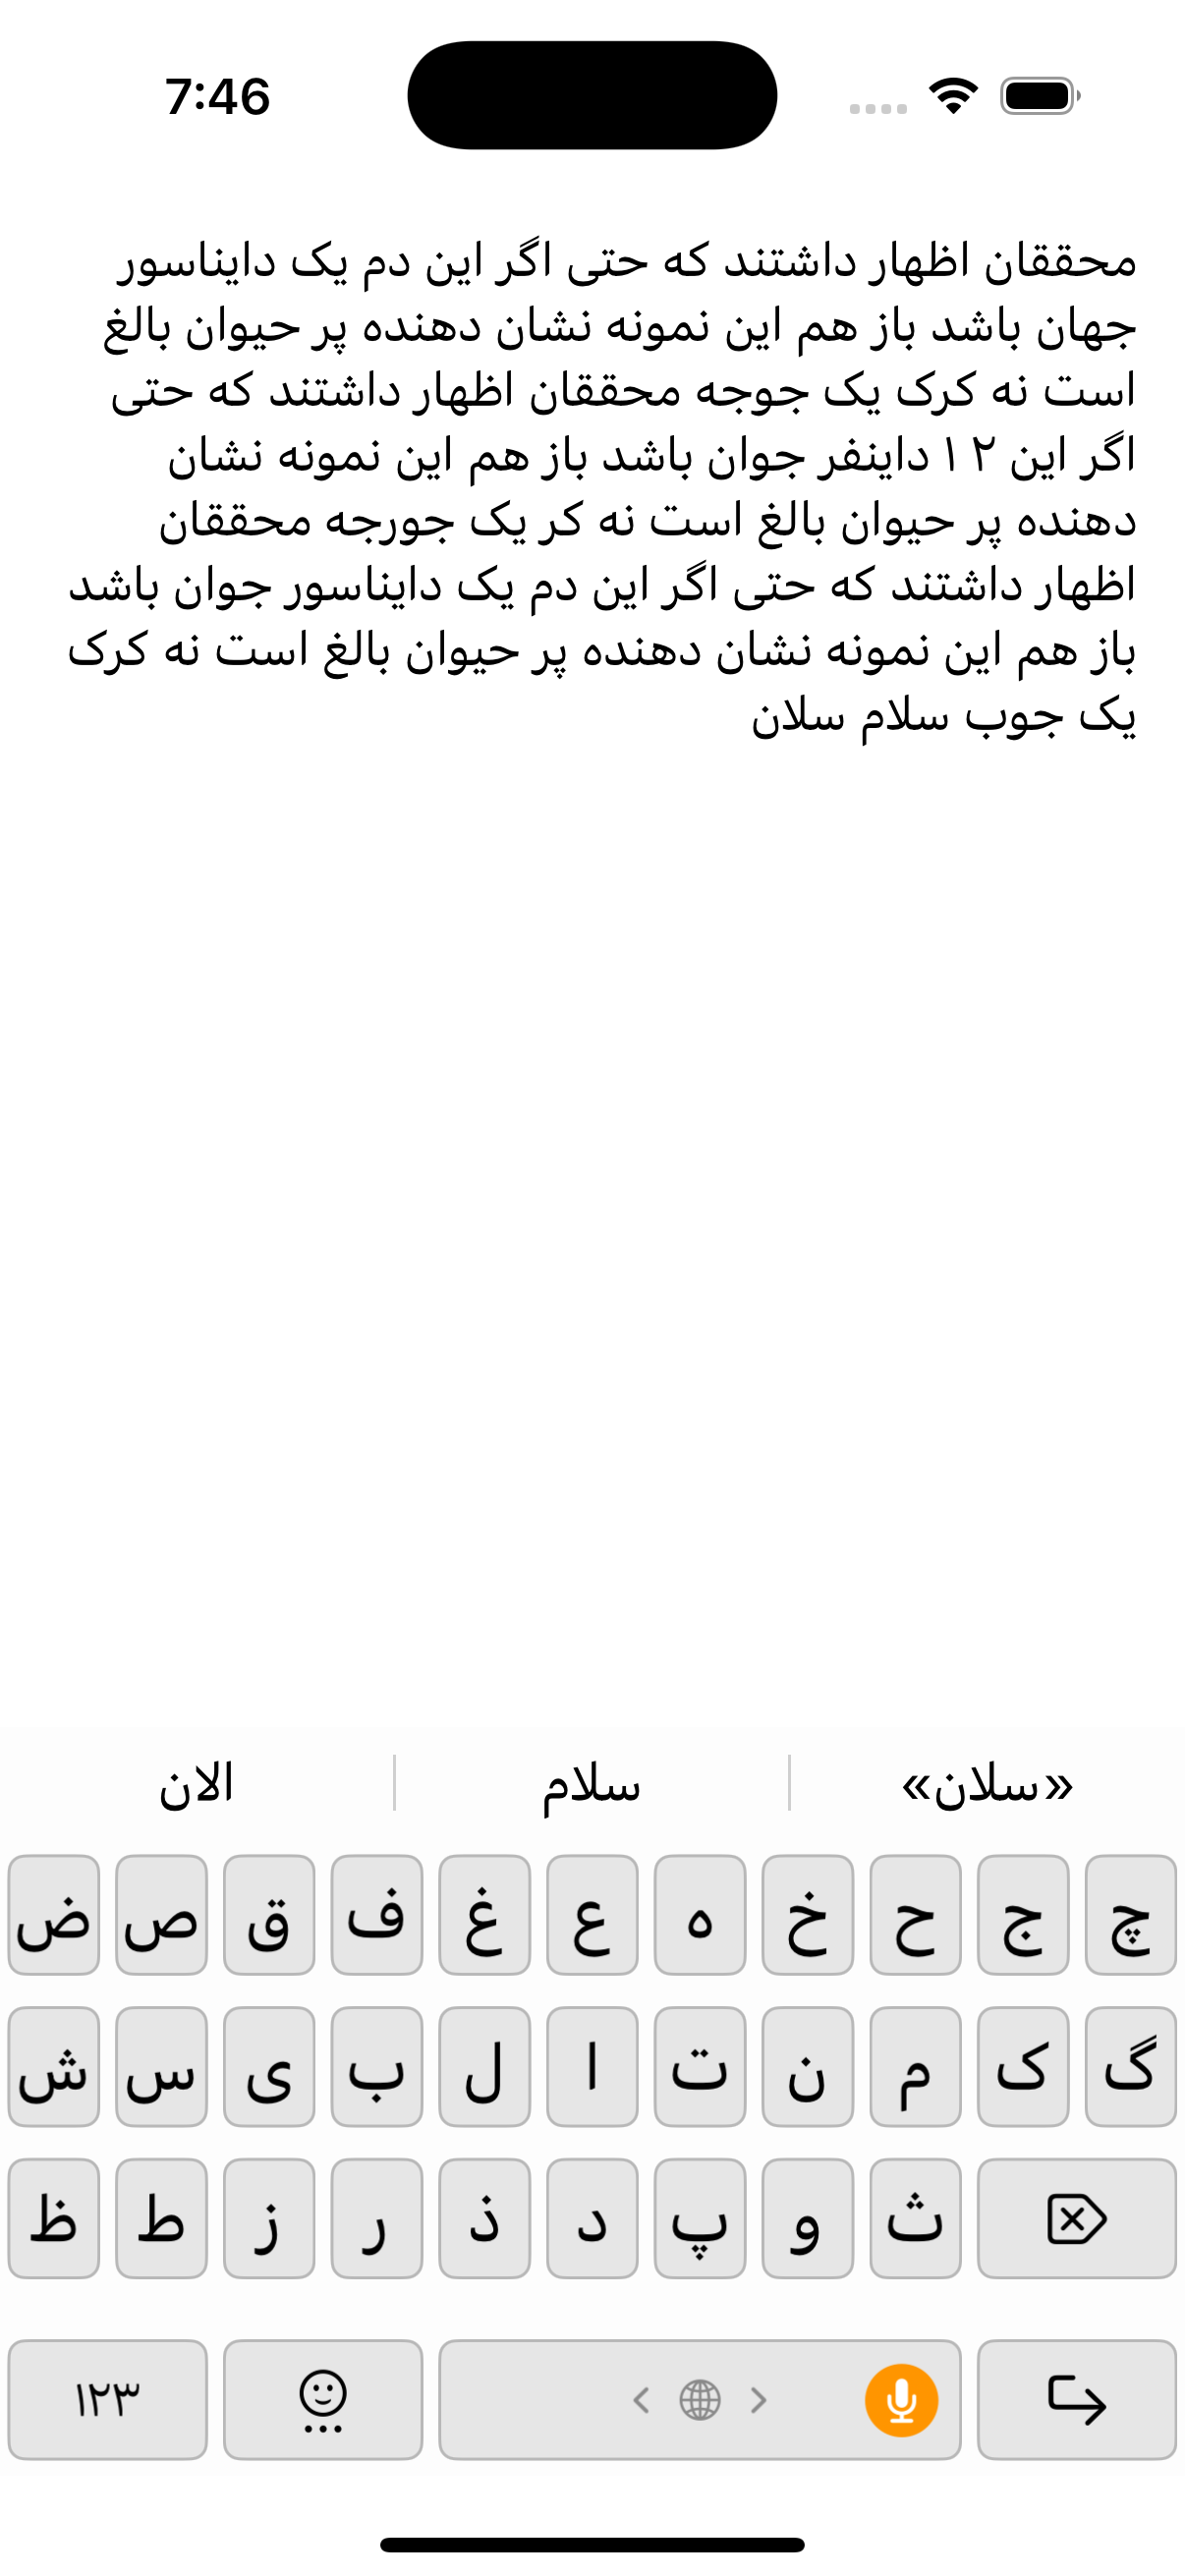 7:46
محققان اظهار داشتند که حتی اگر این دم یک دایناسور
جهان باشد باز هم این نمونه نشان دهنده پر حیوان بالغ
است نه کرک یک جوجه محققان اظهار داشتند که حتی
اگر این ۱۲ داینفر جوان باشد باز هم این نمونه نشان
دهنده پر حیوان بالغ است نه کر یک جورجه محققان
اظهار داشتند که حتی اگر این دم یک دایناسور جوان باشد
باز هم این نمونه نشان دهنده پر حیوان بالغ است نه کرک
یک جوب سلام سلان
«سلان» سلام الان
چ ج ح خ ه ع غ ف ق ص ض
گ ک م ن ت ا ل ب ی س ش
ث و پ د ذ ر ز ط ظ
۱۲۳